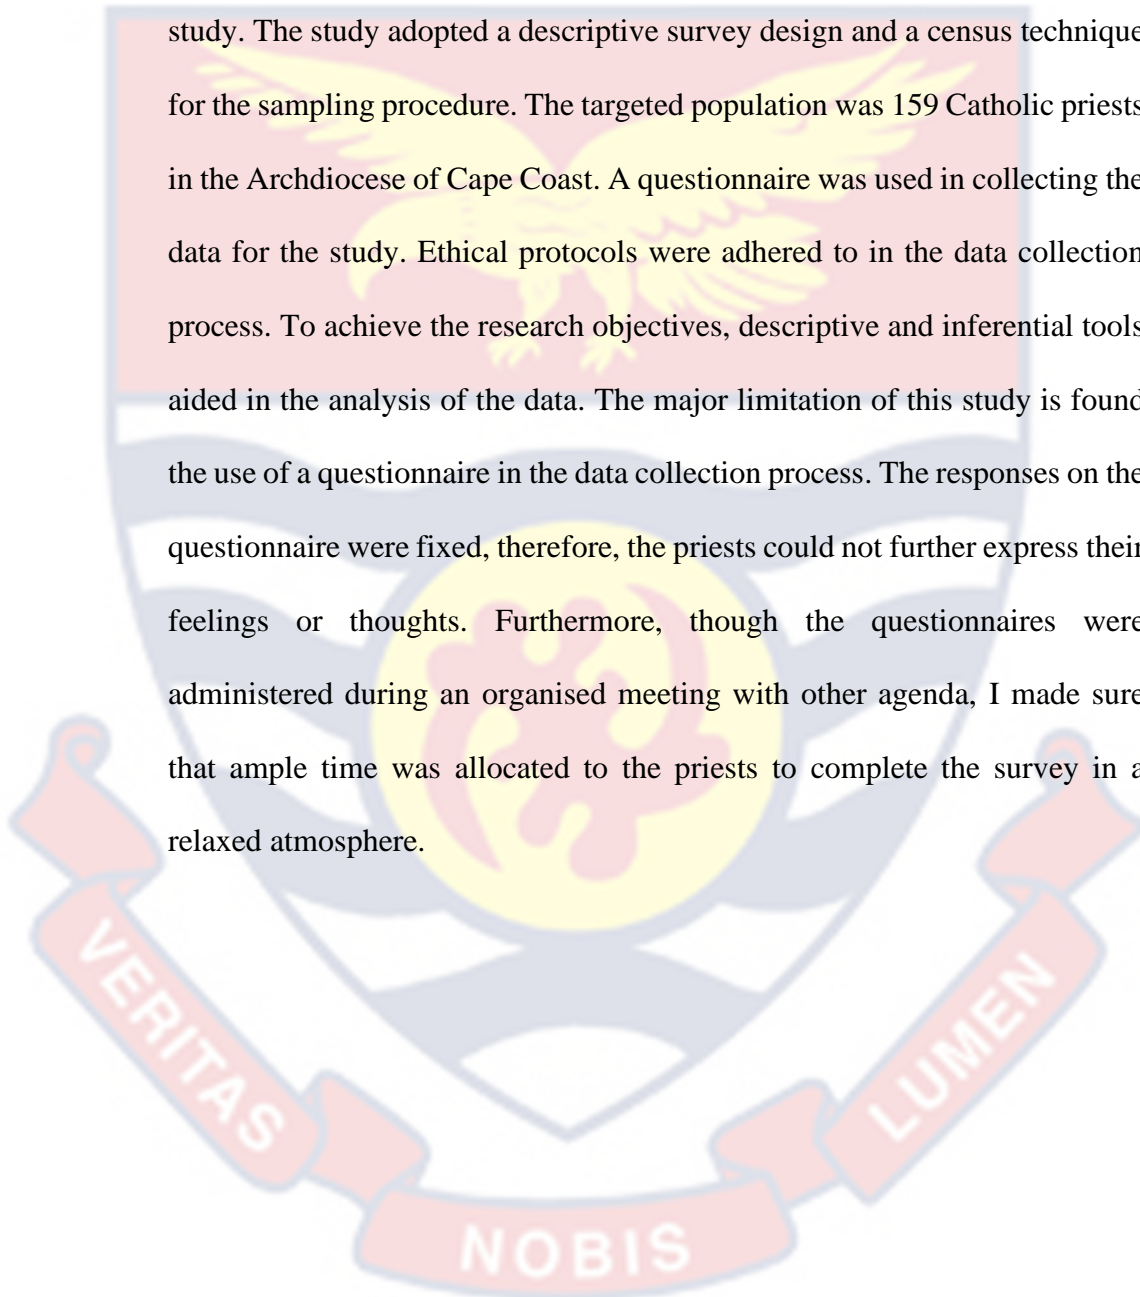 study. The study adopted a descriptive survey design and a census technique
for the sampling procedure. The targeted population was 159 Catholic priests
in the Archdiocese of Cape Coast. A questionnaire was used in collecting the
data for the study. Ethical protocols were adhered to in the data collection
process. To achieve the research objectives, descriptive and inferential tools
aided in the analysis of the data. The major limitation of this study is found
the use of a questionnaire in the data collection process. The responses on the
questionnaire were fixed, therefore, the priests could not further express their
feelings or thoughts. Furthermore, though the questionnaires were
administered during an organised meeting with other agenda, I made sure
that ample time was allocated to the priests to complete the survey in a
relaxed atmosphere.
VERITAS
NOBIS
LUMEN